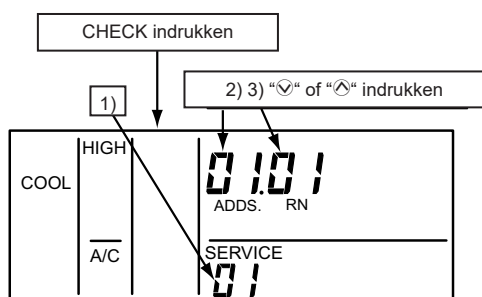 CHECK indrukken
1)
2) 3) “⌄“ of “⌃“ indrukken
HIGH
COOL
01.01
ADDS. RN
A/C
SERVICE
01